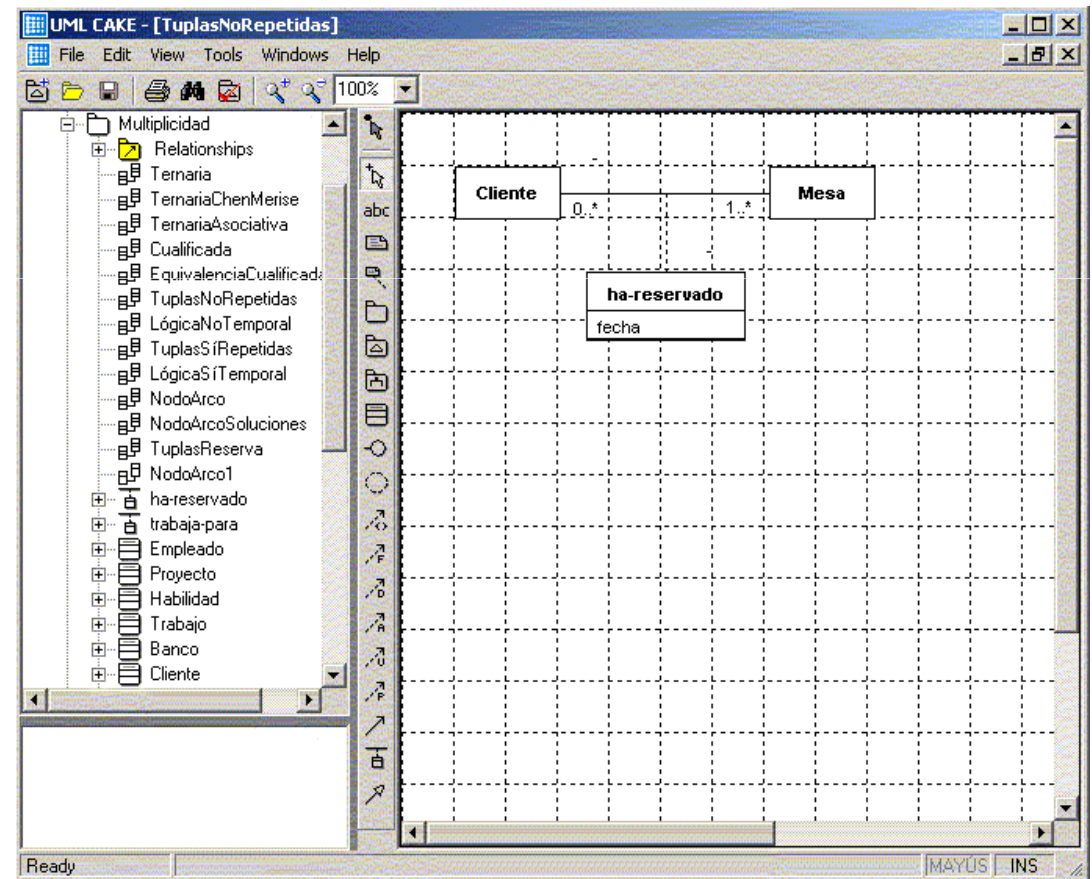 UML CAKE - [TuplasNoRepetidas]
File Edit View Tools Windows Help
100%
Multiplicidad
Relationships
Ternaria
TernariaChenMerise
TernariaAsociativa
Cualificada
EquivalenciaCualificada
TuplasNoRepetidas
LógicaNoTemporal
TuplasSíRepetidas
LógicaSíTemporal
NodoArco
NodoArcoSoluciones
TuplasReserva
NodoArco1
ha-reservado
trabaja-para
Empleado
Proyecto
Habilidad
Trabajo
Banco
Cliente
abc
Cliente
0..*
1..*
Mesa
ha-reservado
fecha
Ready
MAYÚS INS